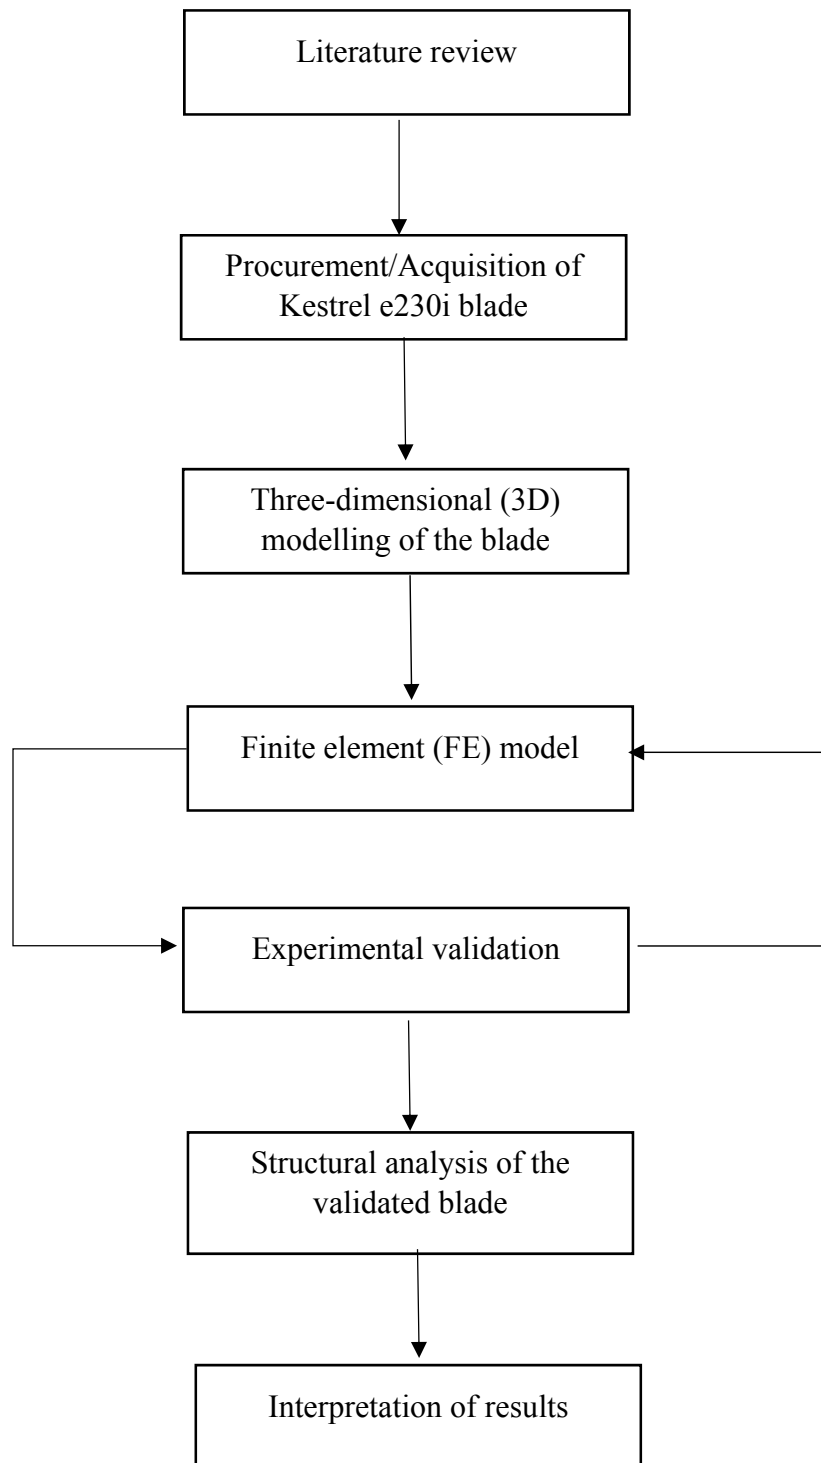 Literature review
Procurement/Acquisition of
Kestrel e230i blade
Three-dimensional (3D)
modelling of the blade
Finite element (FE) model
Experimental validation
Structural analysis of the
validated blade
Interpretation of results